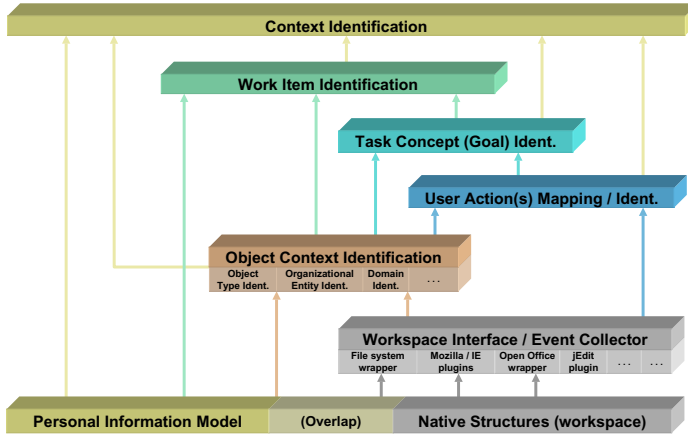 Context Identification
Work Item Identification
Task Concept (Goal) Ident.
User Action(s) Mapping / Ident.
Object Context Identification
Object
Type Ident.
Organizational
Entity Ident.
Domain
Ident.
. . .
Workspace Interface / Event Collector
File system
wrapper
Mozilla / IE
plugins
Open Office
wrapper
jEdit
plugin
. . .
. . .
Personal Information Model
(Overlap)
Native Structures (workspace)